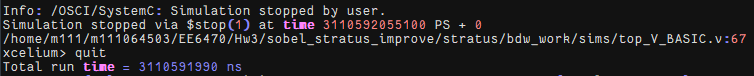 Info: /OSCI/SystemC: Simulation stopped by user.
Simulation stopped via $stop(1) at time 3110592055100 PS + 0
/home/m111/m111064503/EE6470/Hw3/sobel_stratus_improve/stratus/bdw_work/sims/top_V_BASIC.v:67
xcelium> quit
Total run time = 3110591990 ns